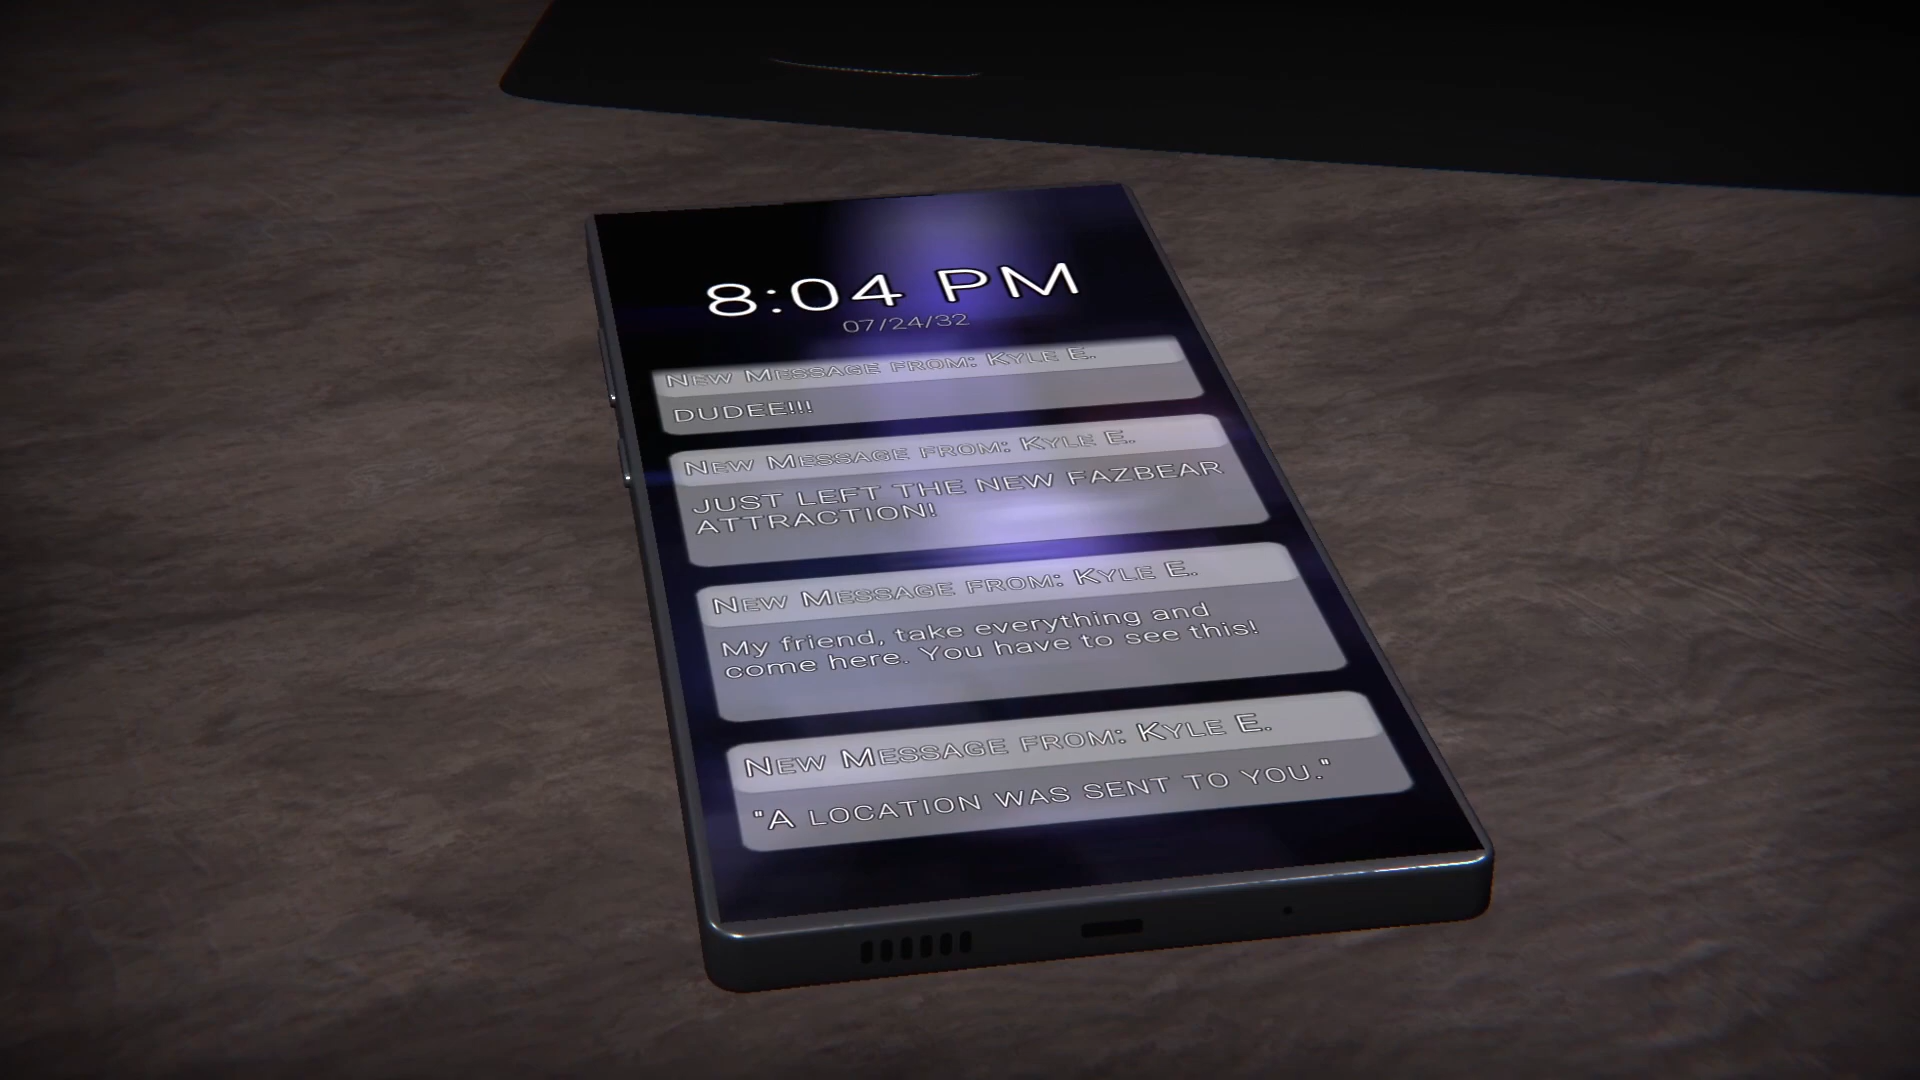 8:04 PM
07/24/32
New Message from: Kyle E.
DUDEE!!!
New Message from: Kyle E.
JUST LEFT THE NEW FAZBEAR
ATTRACTION!
New Message from: Kyle E.
My friend, take everything and
come here. You have to see this!
New Message from: Kyle E.
"A LOCATION WAS SENT TO YOU."